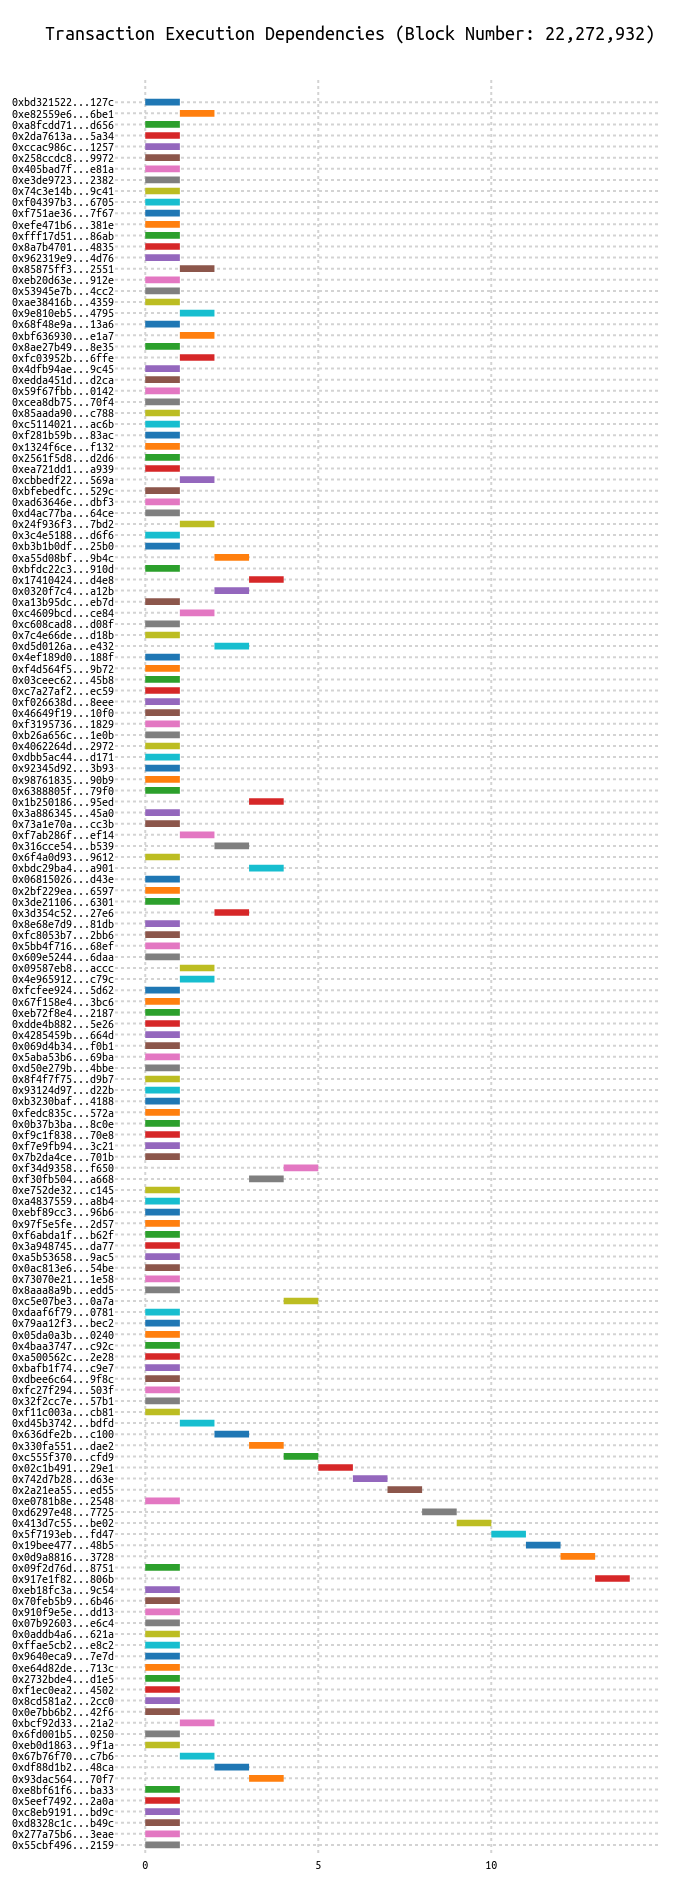 Transaction Execution Dependencies (Block Number: 22,272,932)
0xbd321522...127c
0xe82559e6...6be1
0xa8fcdd71...d656
0x2da7613a...5a34
0xccac986c...1257
0x258ccdc8...9972
0x405bad7f...e81a
0xe3de9723...2382
0x74c3e14b...9c41
0xf04397b3...6705
0xf751ae36...7f67
0xefe471b6...381e
0xfff17d51...86ab
0x8a7b4701...4835
0x962319e9...4d76
0x85875ff3...2551
0xeb20d63e...912e
0x53945e7b...4cc2
0xae38416b...4359
0x9e810eb5...4795
0x68f48e9a...13a6
0xbf636930...e1a7
0x8ae27b49...8e35
0xfc03952b...6ffe
0x4dfb94ae...9c45
0xedda451d...d2ca
0x59f67fbb...0142
0xcea8db75...70f4
0x85aada90...c788
0xc5114021...ac6b
0xf281b59b...83ac
0x1324f6ce...f132
0x2561f5d8...d2d6
0xea721dd1...a939
0xcbbedf22...569a
0xbfebedfc...529c
0xad63646e...dbf3
0xd4ac77ba...64ce
0x24f936f3...7bd2
0x3c4e5188...d6f6
0xb3b1b0df...25b0
0xa55d08bf...9b4c
0xbfdc22c3...910d
0x17410424...d4e8
0x0320f7c4...a12b
0xa13b95dc...eb7d
0xc4609bcd...ce84
0xc608cad8...d08f
0x7c4e66de...d18b
0xd5d0126a...e432
0x4ef189d0...188f
0xf4d564f5...9b72
0x03ceec62...45b8
0xc7a27af2...ec59
0xf026638d...8eee
0x46649f19...10f0
0xf3195736...1829
0xb26a656c...1e0b
0x4062264d...2972
0xdbb5ac44...d171
0x92345d92...3b93
0x98761835...90b9
0x6388805f...79f0
0x1b250186...95ed
0x3a886345...45a0
0x73a1e70a...cc3b
0xf7ab286f...ef14
0x316cce54...b539
0x6f4a0d93...9612
0xbdc29ba4...a901
0x06815026...d43e
0x2bf229ea...6597
0x3de21106...6301
0x3d354c52...27e6
0x8e68e7d9...81db
0xfc8053b7...2bb6
0x5bb4f716...68ef
0x609e5244...6daa
0x09587eb8...accc
0x4e965912...c79c
0xfcfee924...5d62
0x67f158e4...3bc6
0xeb72f8e4...2187
0xdde4b882...5e26
0x4285459b...664d
0x069d4b34...f0b1
0x5aba53b6...69ba
0xd50e279b...4bbe
0x8f4f7f75...d9b7
0x93124d97...d22b
0xb3230baf...4188
0xfedc835c...572a
0x0b37b3ba...8c0e
0xf9c1f838...70e8
0xf7e9fb94...3c21
0x7b2da4ce...701b
0xf34d9358...f650
0xf30fb504...a668
0xe752de32...c145
0xa4837559...a8b4
0xebf89cc3...96b6
0x97f5e5fe...2d57
0xf6abda1f...b62f
0x3a948745...da77
0xa5b53658...9ac5
0x0ac813e6...54be
0x73070e21...1e58
0x8aaa8a9b...edd5
0xc5e07be3...0a7a
0xdaaf6f79...0781
0x79aa12f3...bec2
0x05da0a3b...0240
0x4baa3747...c92c
0xa500562c...2e28
0xbafb1f74...c9e7
0xdbee6c64...9f8c
0xfc27f294...503f
0x32f2cc7e...57b1
0xf11c003a...cb81
0xd45b3742...bdfd
0x636dfe2b...c100
0x330fa551...dae2
0xc555f370...cfd9
0x02c1b491...29e1
0x742d7b28...d63e
0x2a21ea55...ed55
0xe0781b8e...2548
0xd6297e48...7725
0x413d7c55...be02
0x5f7193eb...fd47
0x19bee477...48b5
0x0d9a8816...3728
0x09f2d76d...8751
0x917e1f82...806b
0xeb18fc3a...9c54
0x70feb5b9...6b46
0x910f9e5e...dd13
0x07b92603...e6c4
0x0addb4a6...621a
0xffae5cb2...e8c2
0x9640eca9...7e7d
0xe64d82de...713c
0x2732bde4...d1e5
0xf1ec0ea2...4502
0x8cd581a2...2cc0
0x0e7bb6b2...42f6
0xbcf92d33...21a2
0x6fd001b5...0250
0xeb0d1863...9f1a
0x67b76f70...c7b6
0xdf88d1b2...48ca
0x93dac564...70f7
0xe8bf61f6...ba33
0x5eef7492...2a0a
0xc8eb9191...bd9c
0xd8328c1c...b49c
0x277a75b6...3eae
0x55cbf496...2159
0 5 10